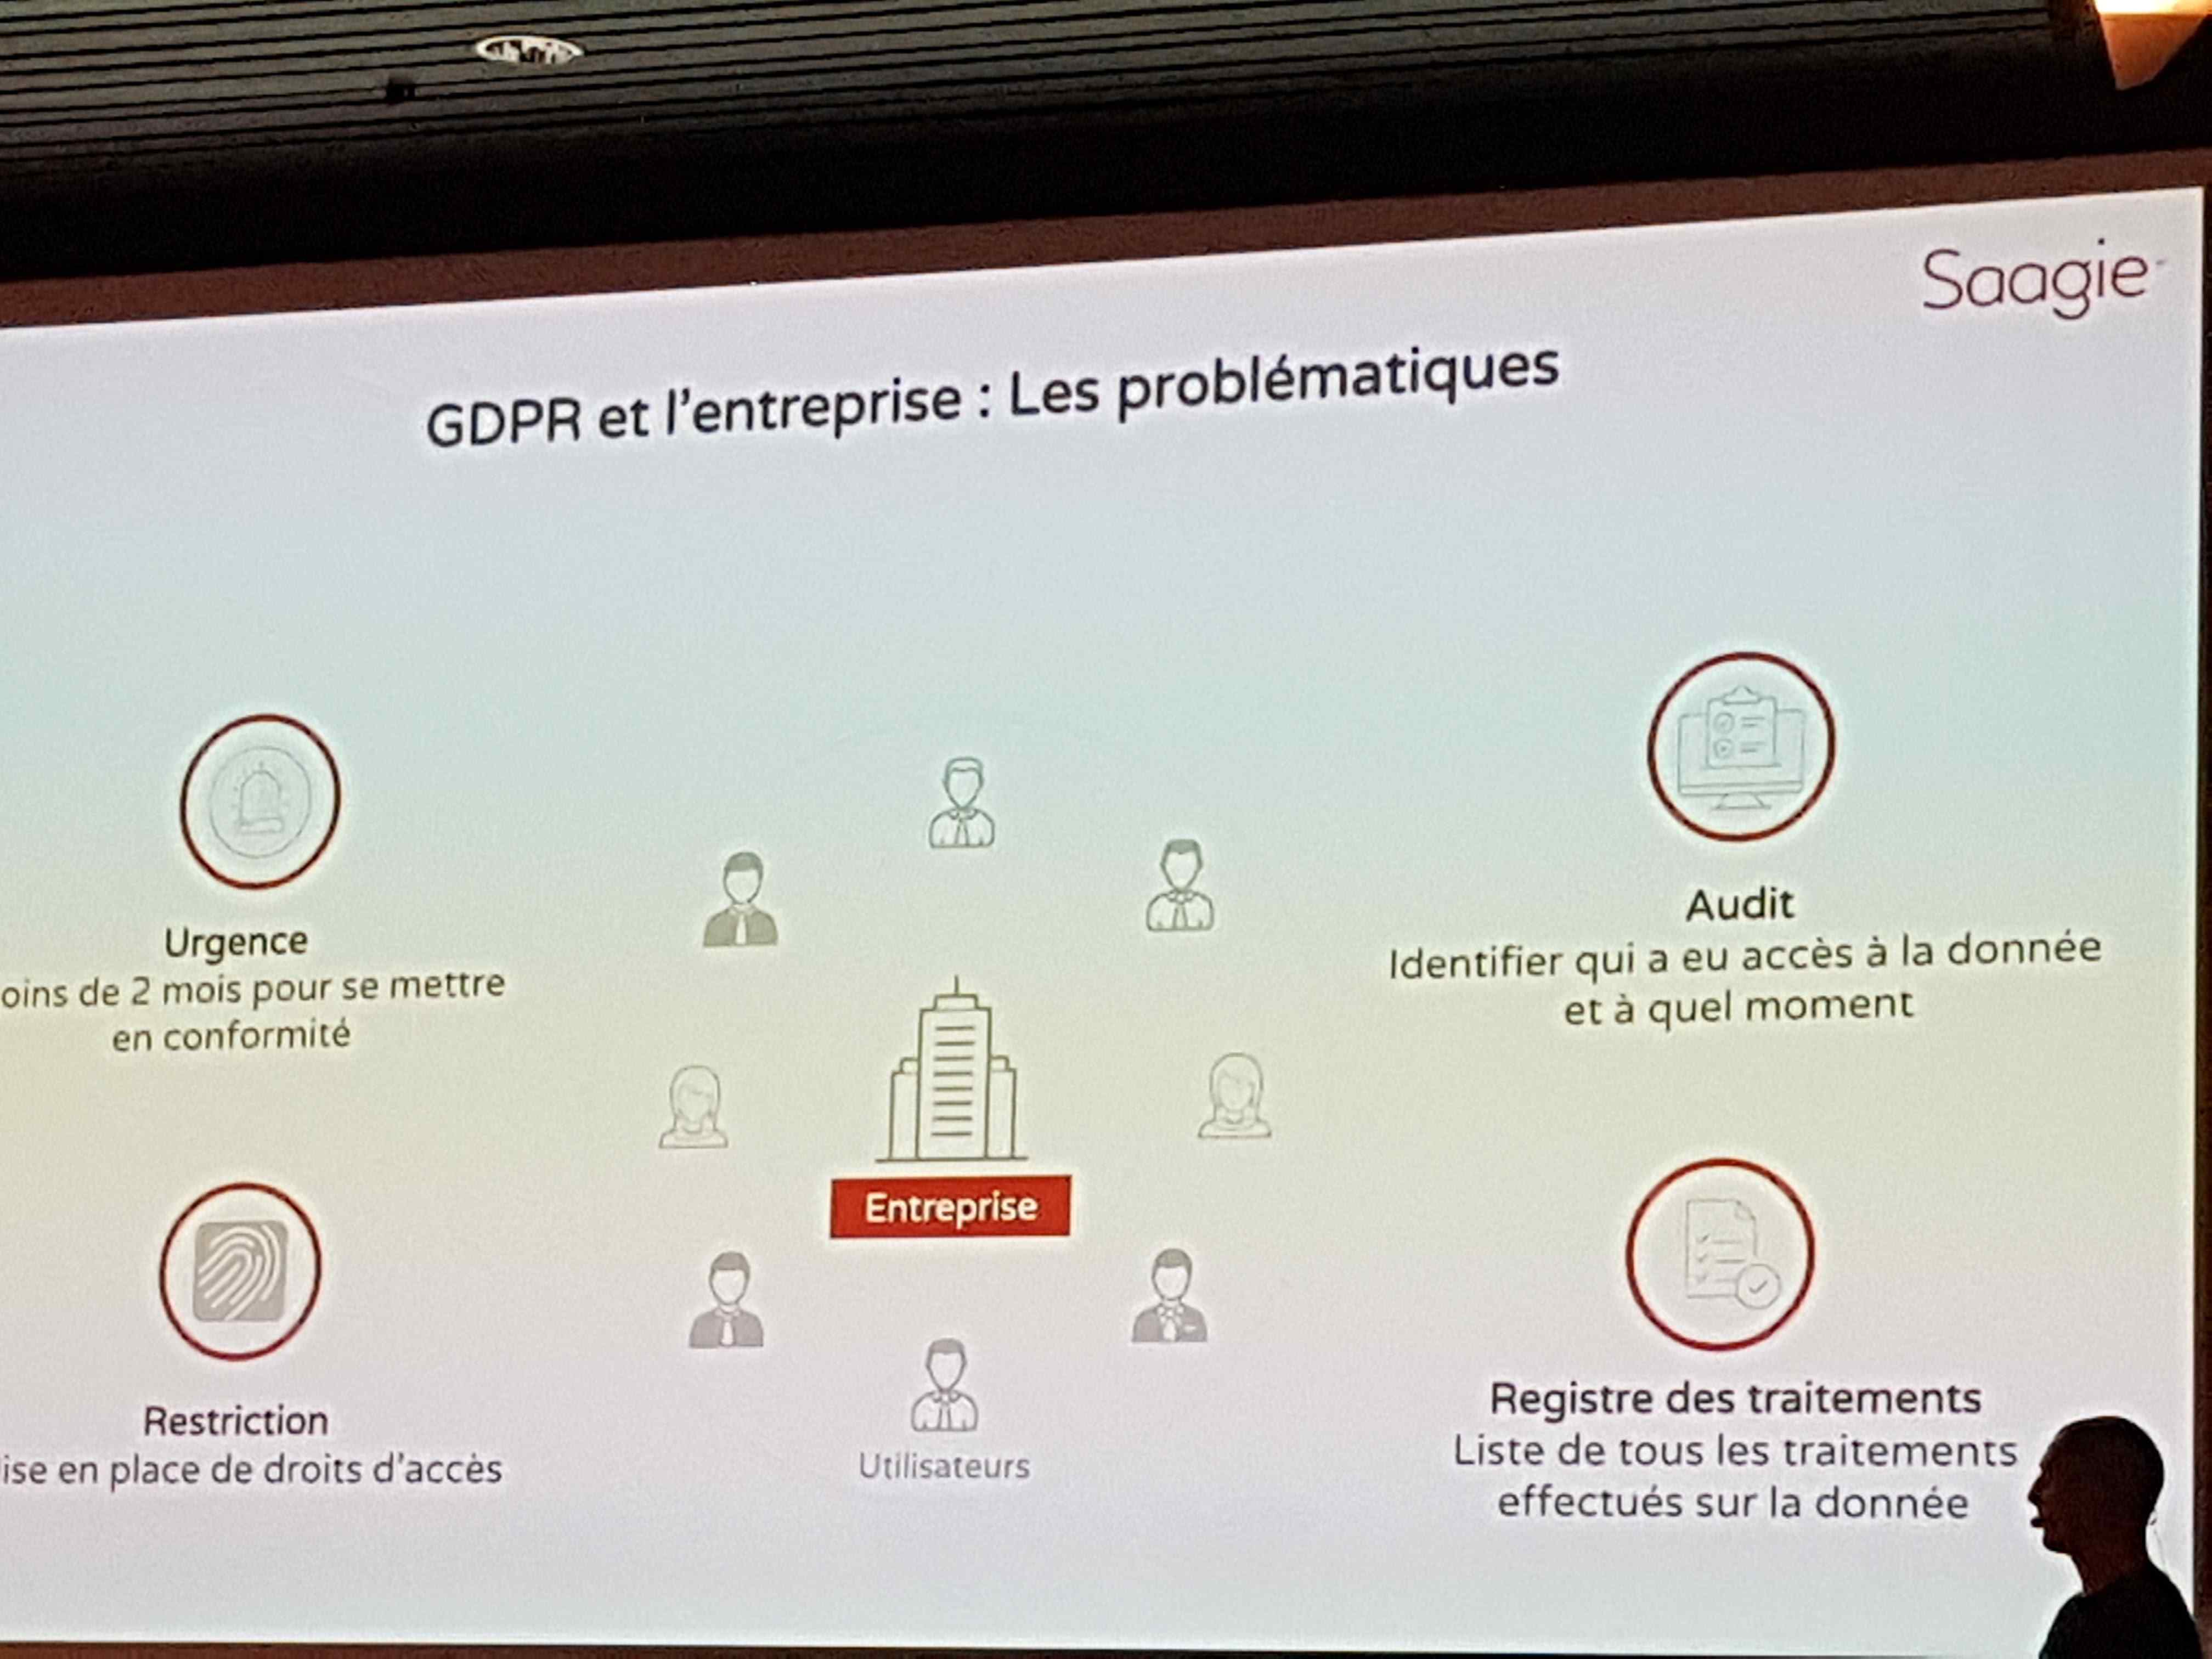 Saagie
GDPR et l'entreprise : Les problématiques
Urgence
oins de 2 mois pour se mettre
en conformité
Restriction
ise en place de droits d'accès
Entreprise
Utilisateurs
Audit
Identifier qui a eu accès à la donnée
et à quel moment
Registre des traitements
Liste de tous les traitements
effectués sur la donnée